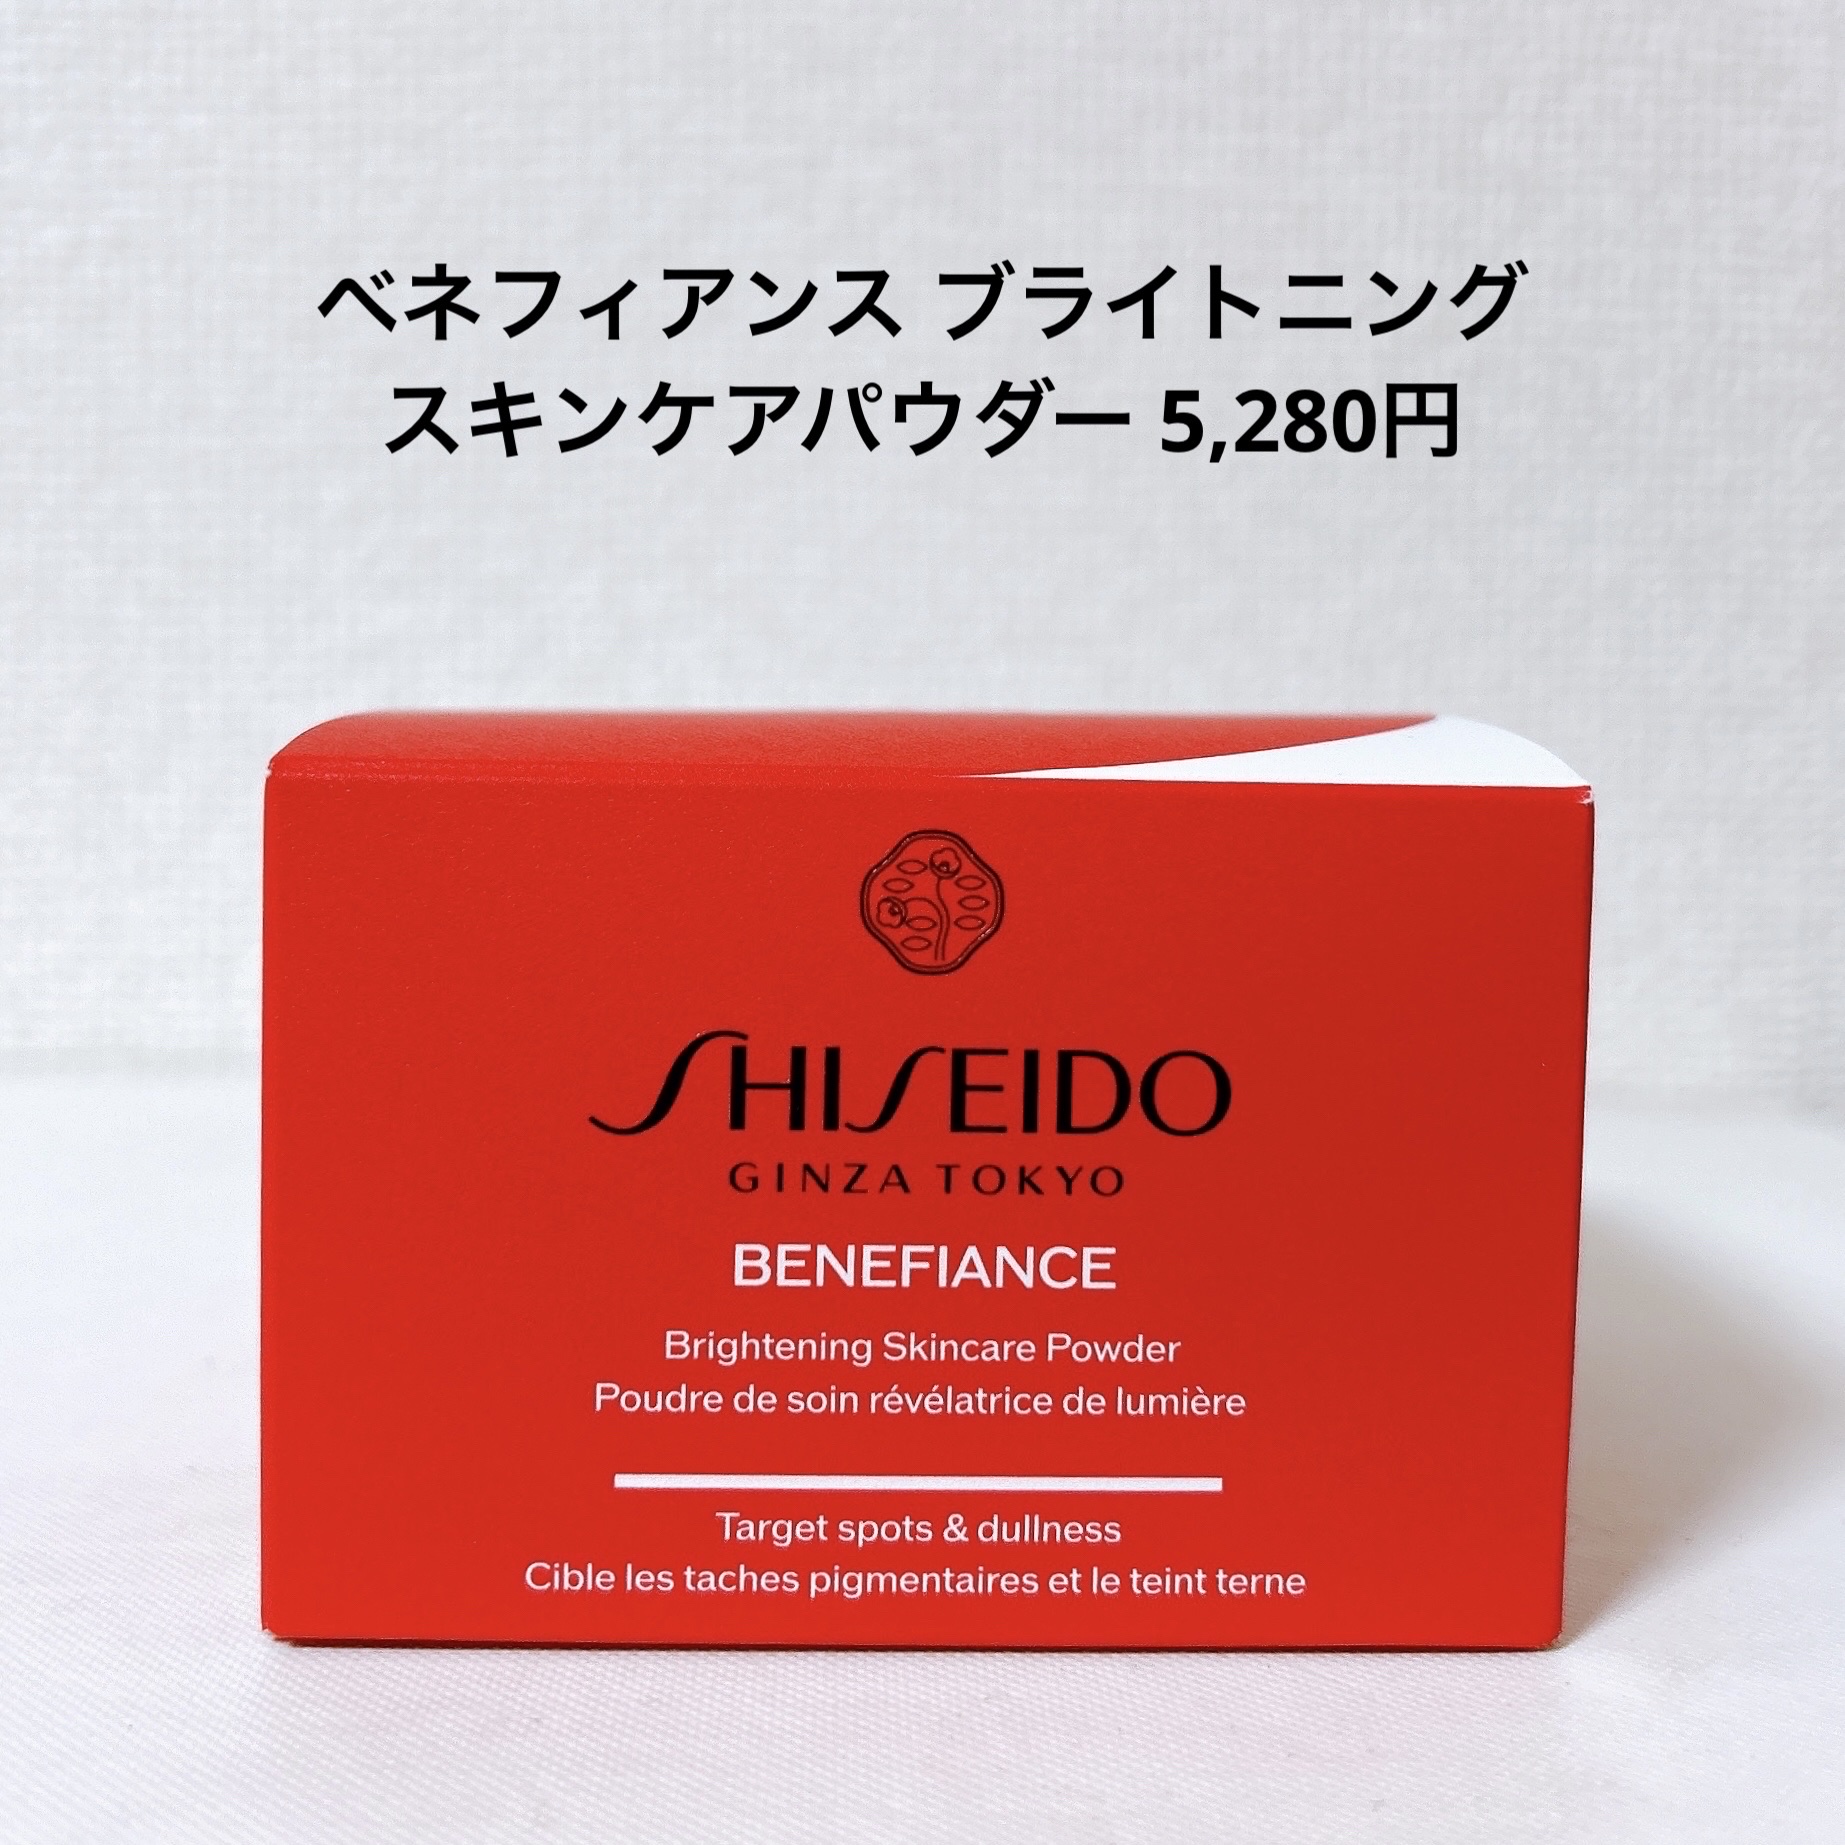 ベネフィアンス ブライトニング
スキンケアパウダー 5,280円
SHISEIDO
GINZA TOKYO
BENEFIANCE
Brightening Skincare Powder
Poudre de soin révélatrice de lumière
Target spots & dullness
Cible les taches pigmentaires et le teint terne